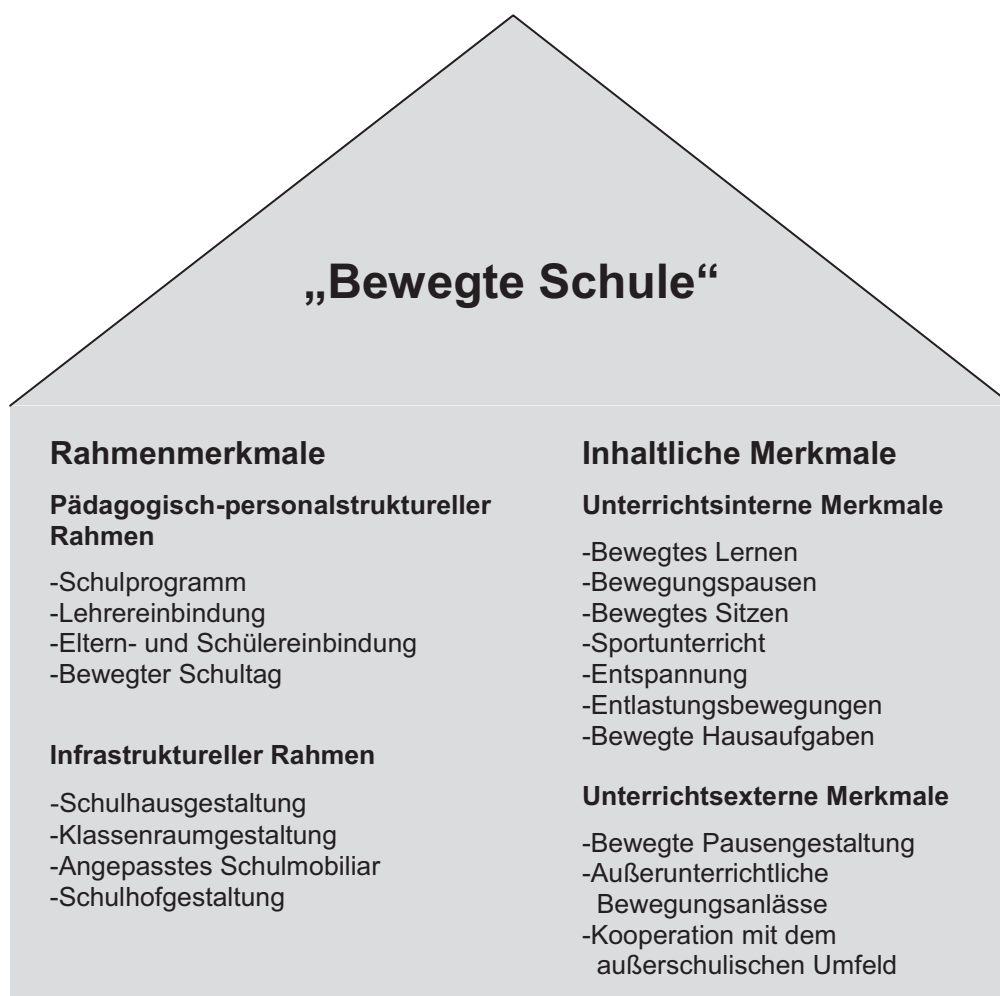 „Bewegte Schule“
Rahmenmerkmale
Pädagogisch-personalstruktureller
Rahmen
-Schulprogramm
-Lehrereinbindung
-Eltern- und Schülereinbindung
-Bewegter Schultag
Infrastruktureller Rahmen
-Schulhausgestaltung
-Klassenraumgestaltung
-Angepasstes Schulmobiliar
-Schulhofgestaltung
Inhaltliche Merkmale
Unterrichtsinterne Merkmale
-Bewegtes Lernen
-Bewegungspausen
-Bewegtes Sitzen
-Sportunterricht
-Entspannung
-Entlastungsbewegungen
-Bewegte Hausaufgaben
Unterrichtsexterne Merkmale
-Bewegte Pausengestaltung
-Außerunterrichtliche
Bewegungsanlässe
-Kooperation mit dem
außerschulischen Umfeld